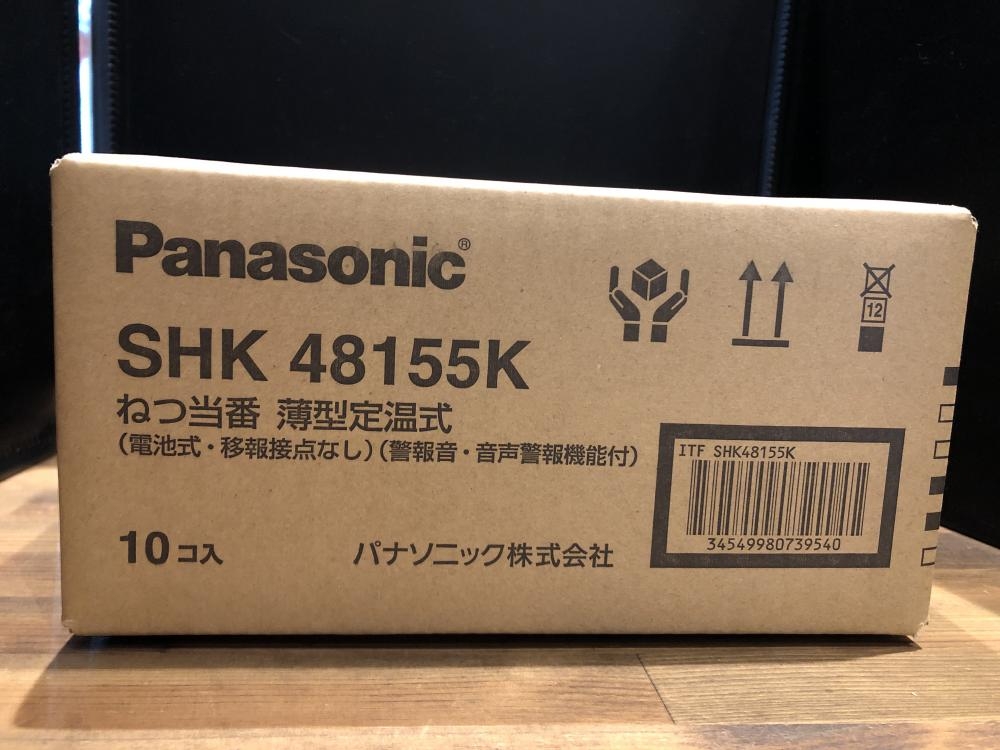 Panasonic®
SHK 48155K
ねつ当番 薄型定温式
(電池式・移報接点なし)(警報音・音声警報機能付)
10コ入
パナソニック株式会社
12
ITF SHK48155K
34549980739540